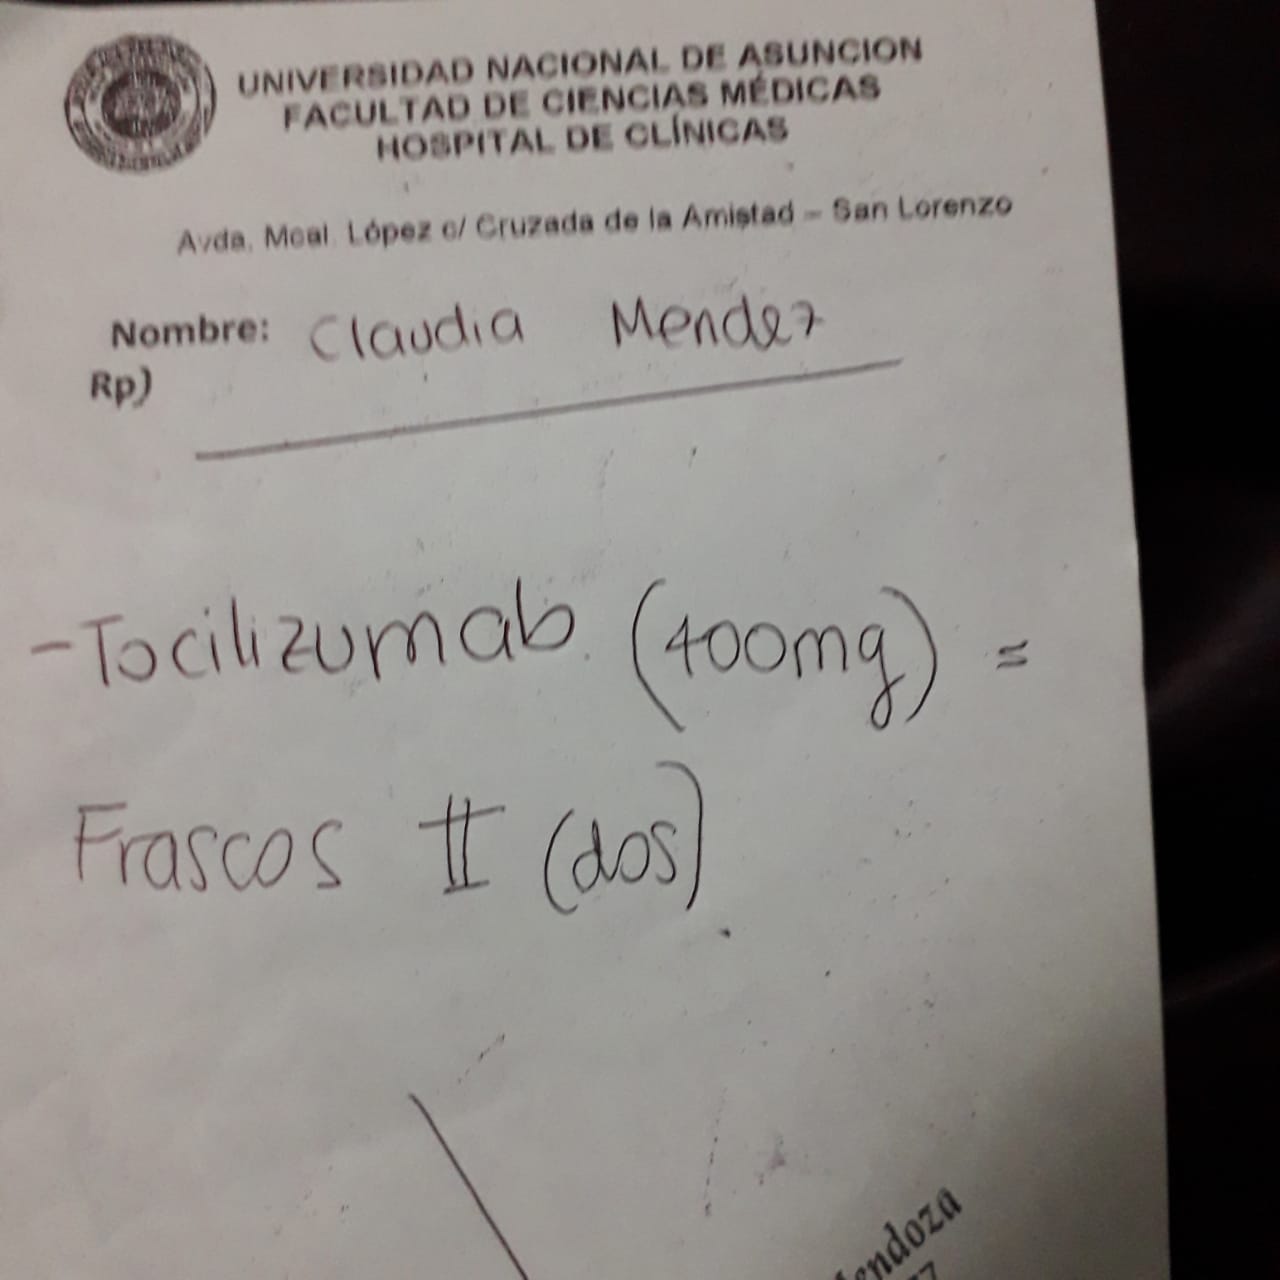 UNIVERSIDAD NACIONAL DE ASUNCION
FACULTAD DE CIENCIAS MÉDICAS
HOSPITAL DE CLÍNICAS
Avda. Mcal. López c/ Cruzada de la Amistad – San Lorenzo
Nombre: Claudia Mendez
Rp)
-Tocilizumab (400mg) =
Frascos II (dos)